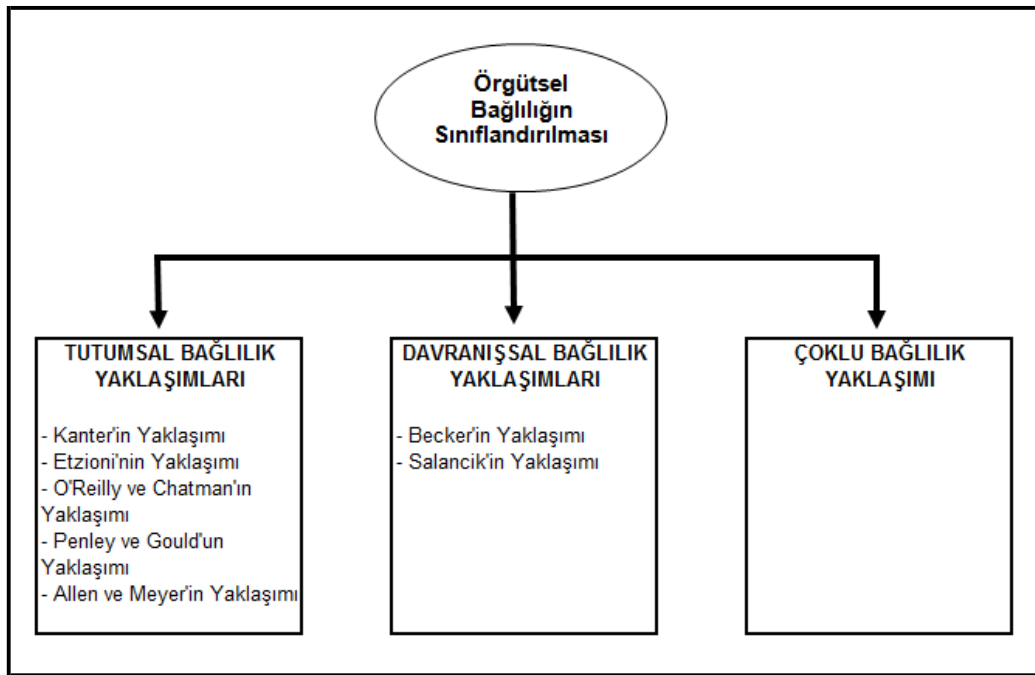 Örgütsel
Bağlılığın
Sınıflandırılması
TUTUMSAL BAĞLILIK
YAKLAŞIMLARI
- Kanter'in Yaklaşımı
- Etzioni'nin Yaklaşımı
- O'Reilly ve Chatman'ın
Yaklaşımı
- Penley ve Gould'un
Yaklaşımı
- Allen ve Meyer'in Yaklaşımı
DAVRANIŞSAL BAĞLILIK
YAKLAŞIMLARI
- Becker'in Yaklaşımı
- Salancik'in Yaklaşımı
ÇOKLU BAĞLILIK
YAKLAŞIMI